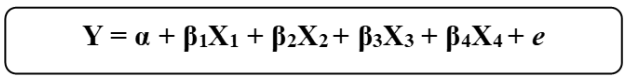 Y = α + β₁X₁ + β₂X₂ + β₃X₃ + β₄X₄ + e